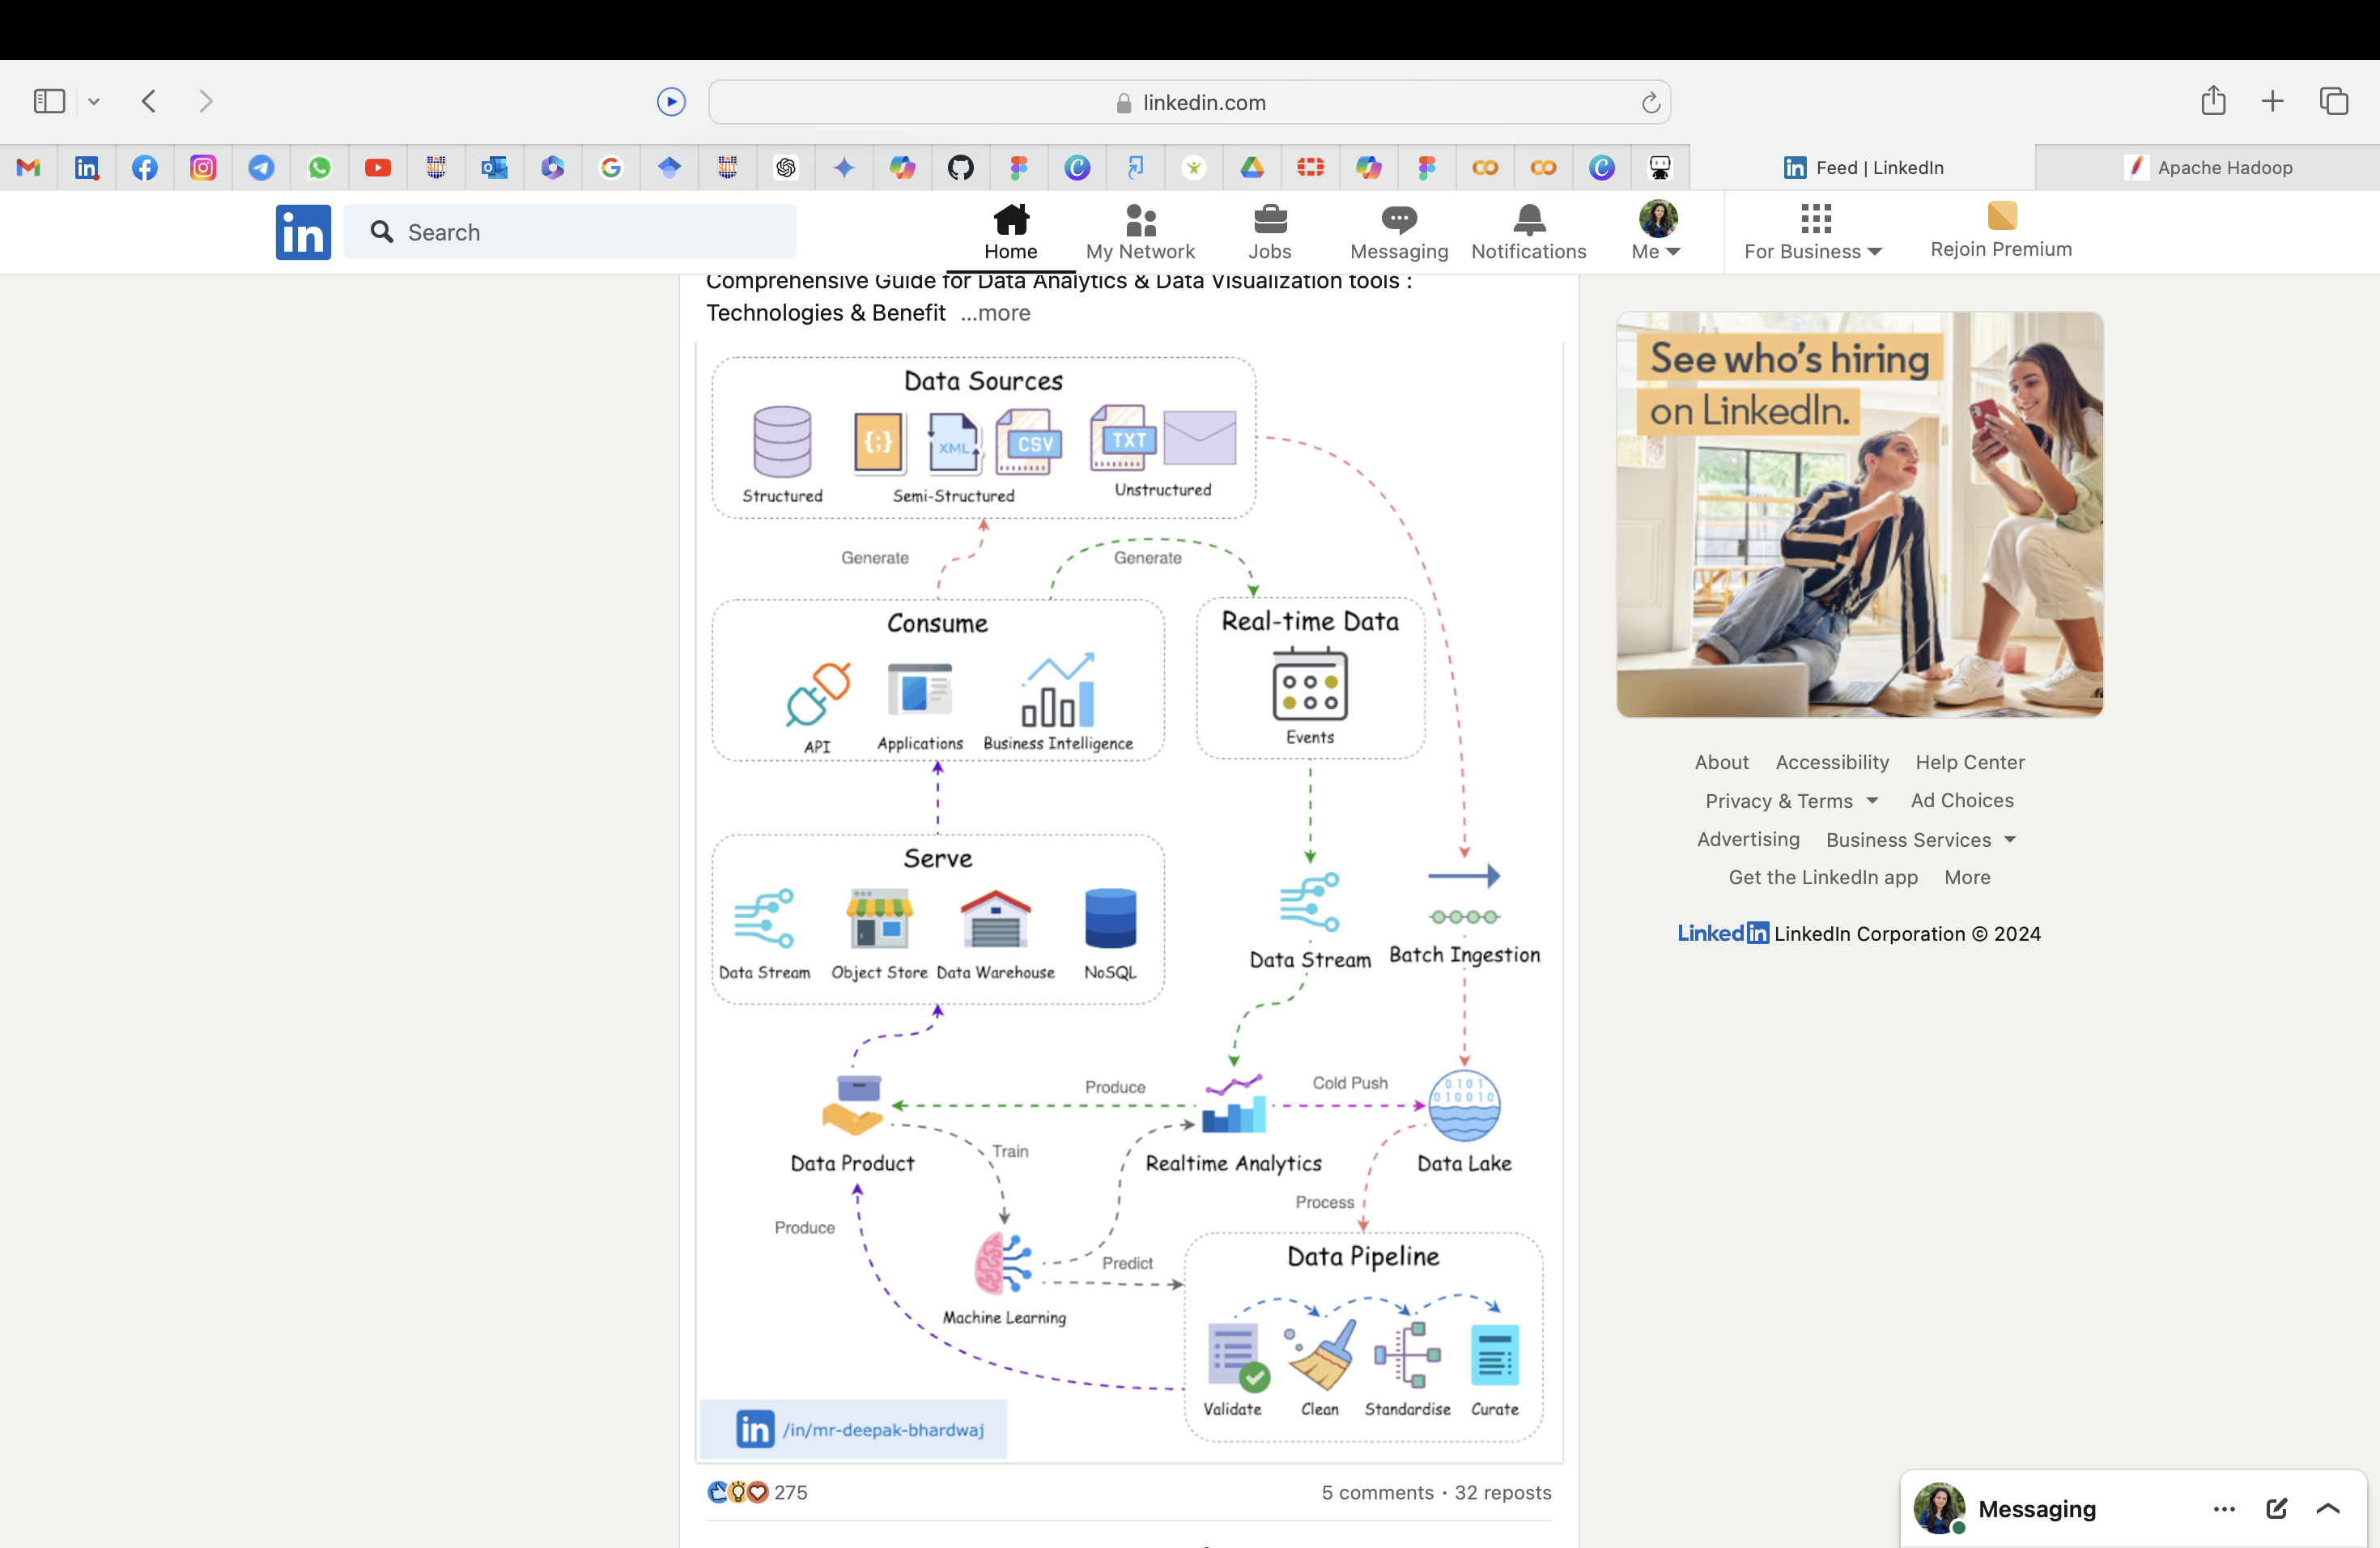 linkedin.com
Feed | LinkedIn
Apache Hadoop
in
Search
Home
My Network
Jobs
Messaging
Notifications
Me
For Business
Rejoin Premium
Comprehensive Guide for Data Analytics & Data Visualization tools :
Technologies & Benefit ...more
Data Sources
{;}
XML
CSV
TXT
Structured
Semi-Structured
Unstructured
Generate
Generate
Consume
API
Applications
Business Intelligence
Real-time Data
Events
Serve
Data Stream
Object Store
Data Warehouse
NoSQL
Data Stream
Batch Ingestion
Produce
Cold Push
0101
010010
Data Product
Train
Realtime Analytics
Data Lake
Process
Produce
Predict
Machine Learning
Data Pipeline
Validate
Clean
Standardise
Curate
in /in/mr-deepak-bhardwaj
275
5 comments • 32 reposts
See who's hiring
on LinkedIn.
About Accessibility Help Center
Privacy & Terms Ad Choices
Advertising Business Services
Get the LinkedIn app More
LinkedIn LinkedIn Corporation © 2024
Messaging